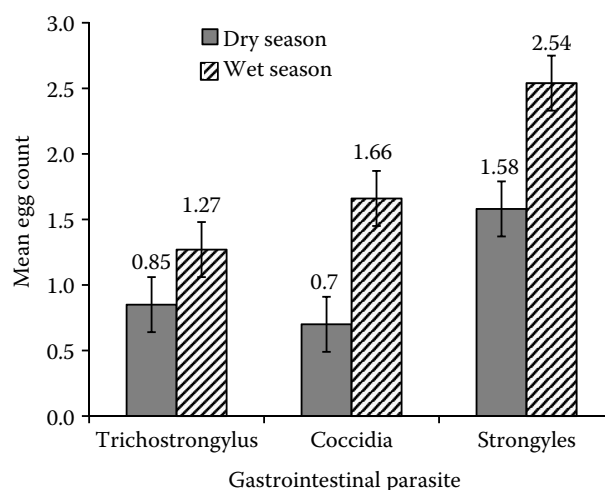 3.0
2.5
2.0
1.5
1.0
0.5
0.0
Mean egg count
Dry season
Wet season
0.85
1.27
0.7
1.66
1.58
2.54
Trichostrongylus
Coccidia
Strongyles
Gastrointestinal parasite